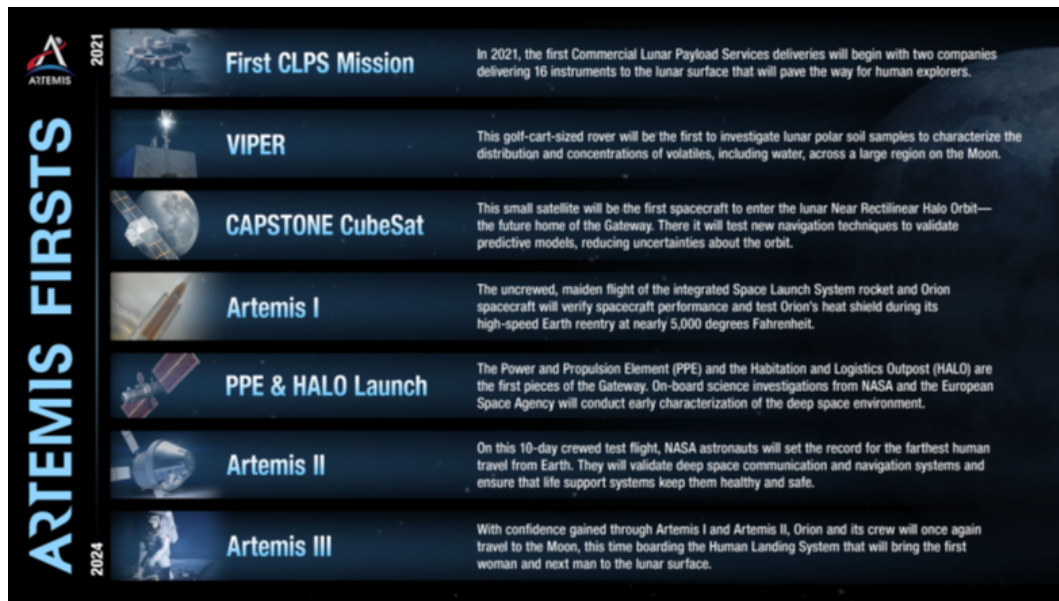 ARTEMIS
ARTEMIS FIRSTS
2021
First CLPS Mission
In 2021, the first Commercial Lunar Payload Services deliveries will begin with two companies
delivering 16 instruments to the lunar surface that will pave the way for human explorers.
VIPER
This golf-cart-sized rover will be the first to investigate lunar polar soil samples to characterize the
distribution and concentrations of volatiles, including water, across a large region on the Moon.
CAPSTONE CubeSat
This small satellite will be the first spacecraft to enter the lunar Near Rectilinear Halo Orbit—
the future home of the Gateway. There it will test new navigation techniques to validate
predictive models, reducing uncertainties about the orbit.
Artemis I
The uncrewed, maiden flight of the integrated Space Launch System rocket and Orion
spacecraft will verify spacecraft performance and test Orion's heat shield during its
high-speed Earth reentry at nearly 5,000 degrees Fahrenheit.
PPE & HALO Launch
The Power and Propulsion Element (PPE) and the Habitation and Logistics Outpost (HALO) are
the first pieces of the Gateway. On-board science investigations from NASA and the European
Space Agency will conduct early characterization of the deep space environment.
Artemis II
On this 10-day crewed test flight, NASA astronauts will set the record for the farthest human
travel from Earth. They will validate deep space communication and navigation systems and
ensure that life support systems keep them healthy and safe.
Artemis III
With confidence gained through Artemis I and Artemis II, Orion and its crew will once again
travel to the Moon, this time boarding the Human Landing System that will bring the first
woman and next man to the lunar surface.
2024